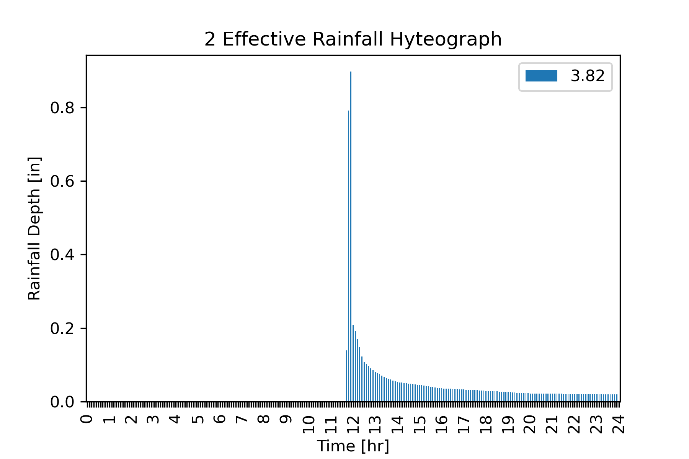 2 Effective Rainfall Hyteograph
3.82
Rainfall Depth [in]
0.8
0.6
0.4
0.2
0.0
0 1 2 3 4 5 6 7 8 9 10 11 12 13 14 15 16 17 18 19 20 21 22 23 24
Time [hr]